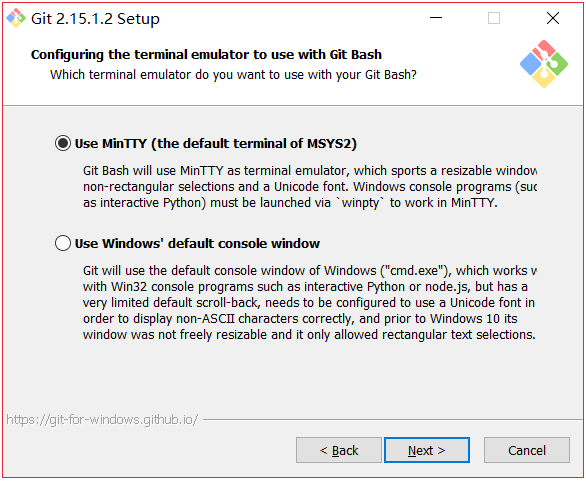 Git 2.15.1.2 Setup
Configuring the terminal emulator to use with Git Bash
Which terminal emulator do you want to use with your Git Bash?
Use MinTTY (the default terminal of MSYS2)
Git Bash will use MinTTY as terminal emulator, which sports a resizable window
non-rectangular selections and a Unicode font. Windows console programs (suc
as interactive Python) must be launched via `winpty` to work in MinTTY.
Use Windows' default console window
Git will use the default console window of Windows ("cmd.exe"), which works w
with Win32 console programs such as interactive Python or node.js, but has a
very limited default scroll-back, needs to be configured to use a Unicode font in
order to display non-ASCII characters correctly, and prior to Windows 10 its
window was not freely resizable and it only allowed rectangular text selections.
https://git-for-windows.github.io/
< Back Next > Cancel